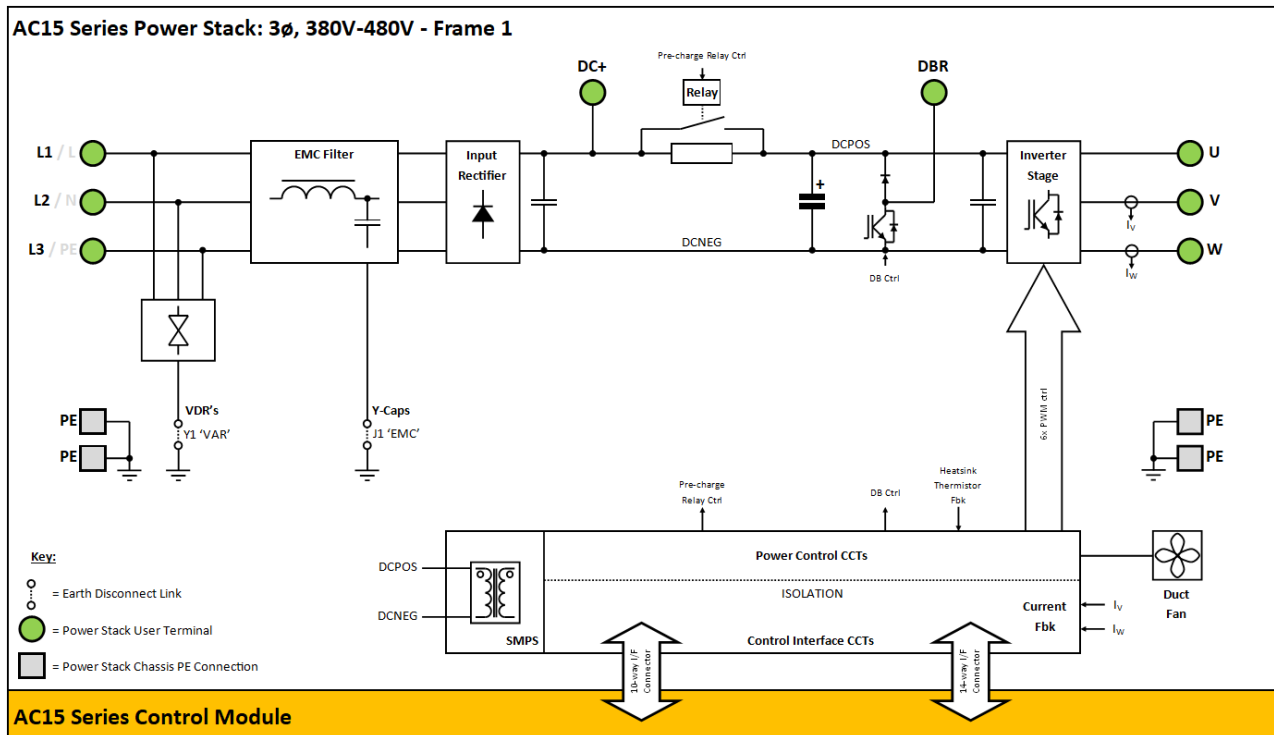 AC15 Series Power Stack: 3ø, 380V-480V - Frame 1
DC+
Pre-charge Relay Ctrl
Relay
DBR
L1 / L
L2 / N
L3 / PE
EMC Filter
Input
Rectifier
DCPOS
+
DCNEG
DB Ctrl
Inverter
Stage
U
V
W
IV
IW
PE
PE
VDR's
Y1 'VAR'
Y-Caps
J1 'EMC'
6x PWM ctrl
PE
PE
Pre-charge
Relay Ctrl
DB Ctrl
Heatsink
Thermistor
Fbk
Key:
= Earth Disconnect Link
= Power Stack User Terminal
= Power Stack Chassis PE Connection
DCPOS
DCNEG
SMPS
Power Control CCTs
ISOLATION
Control Interface CCTs
Current
Fbk
IV
IW
Duct
Fan
10-way I/F
Connector
14-way I/F
Connector
AC15 Series Control Module